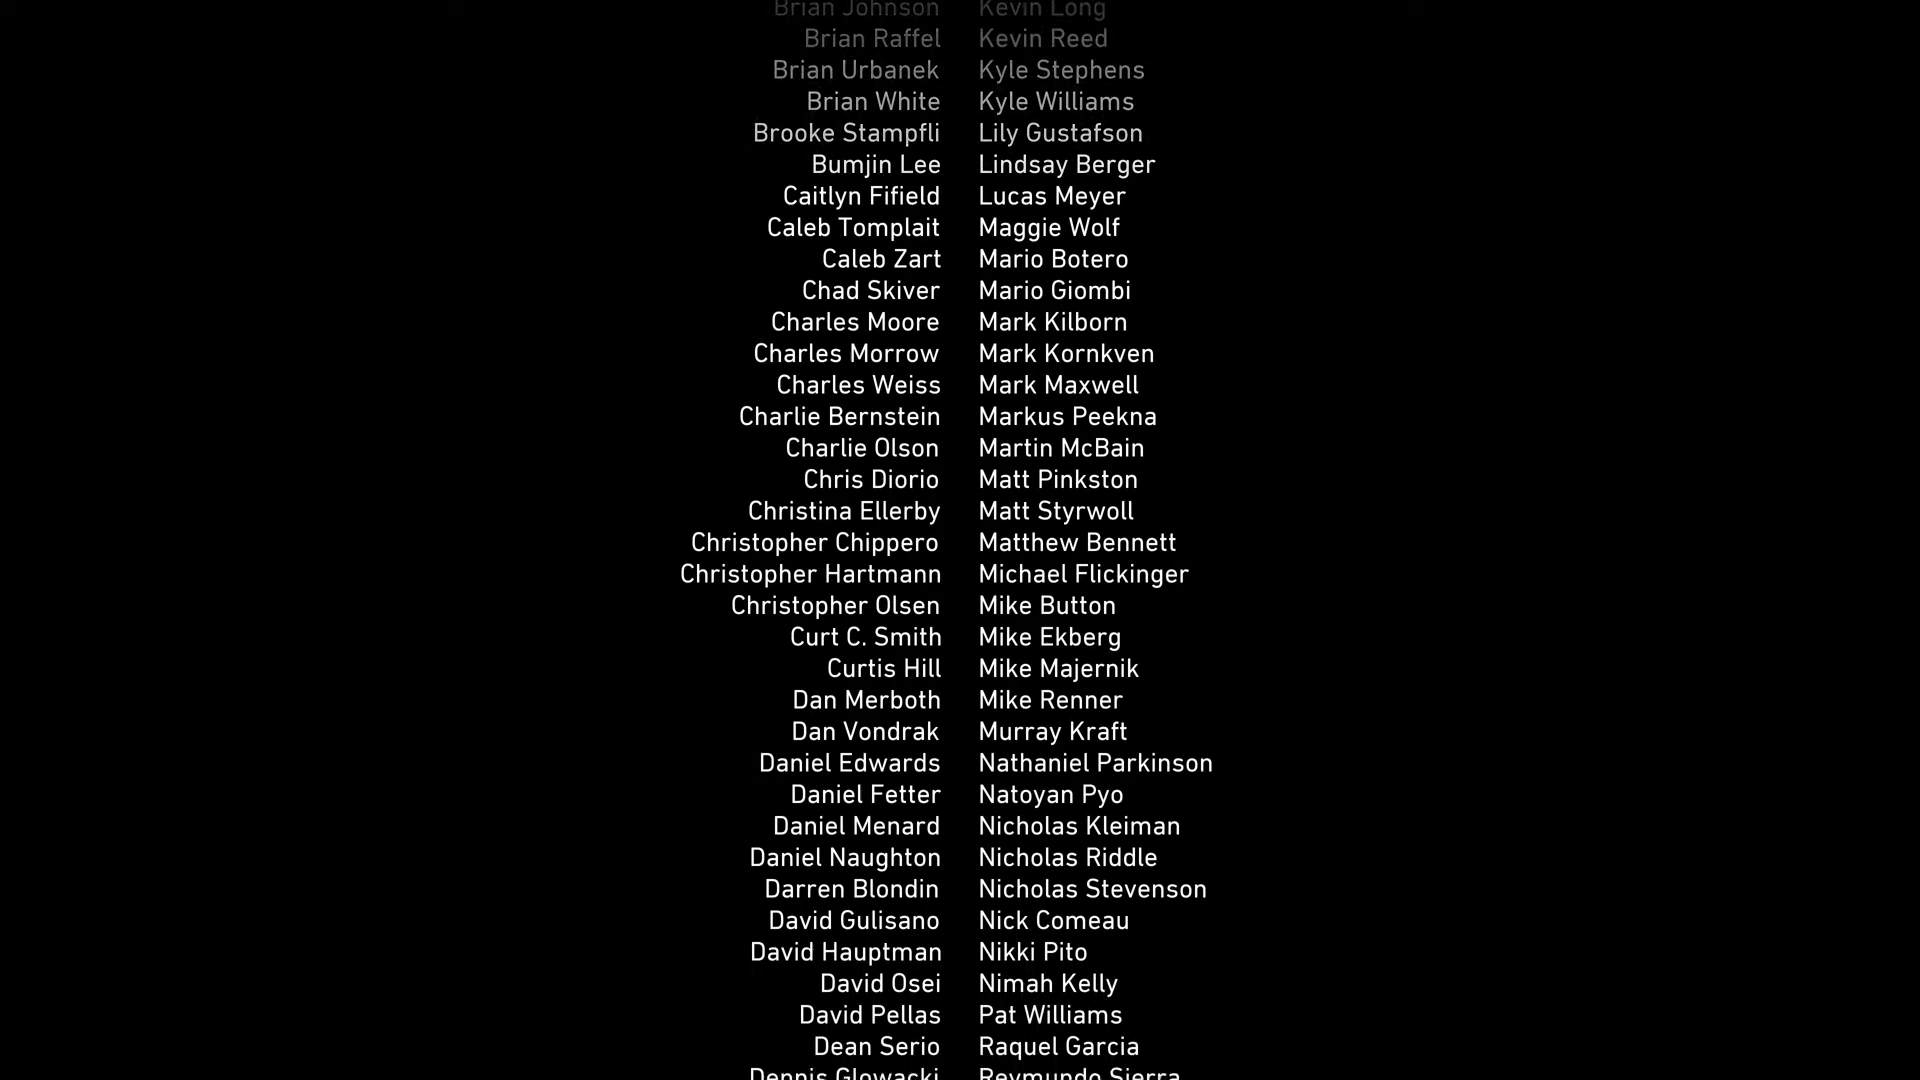 Brian Johnson Kevin Long
Brian Raffel Kevin Reed
Brian Urbanek Kyle Stephens
Brian White Kyle Williams
Brooke Stampfli Lily Gustafson
Bumjin Lee Lindsay Berger
Caitlyn Fifield Lucas Meyer
Caleb Tomplait Maggie Wolf
Caleb Zart Mario Botero
Chad Skiver Mario Giombi
Charles Moore Mark Kilborn
Charles Morrow Mark Kornkven
Charles Weiss Mark Maxwell
Charlie Bernstein Markus Peekna
Charlie Olson Martin McBain
Chris Diorio Matt Pinkston
Christina Ellerby Matt Styrwoll
Christopher Chippero Matthew Bennett
Christopher Hartmann Michael Flickinger
Christopher Olsen Mike Button
Curt C. Smith Mike Ekberg
Curtis Hill Mike Majernik
Dan Merboth Mike Renner
Dan Vondrak Murray Kraft
Daniel Edwards Nathaniel Parkinson
Daniel Fetter Natoyan Pyo
Daniel Menard Nicholas Kleiman
Daniel Naughton Nicholas Riddle
Darren Blondin Nicholas Stevenson
David Gulisano Nick Comeau
David Hauptman Nikki Pito
David Osei Nimah Kelly
David Pellas Pat Williams
Dean Serio Raquel Garcia
Dennis Glowacki Reymundo Sierra